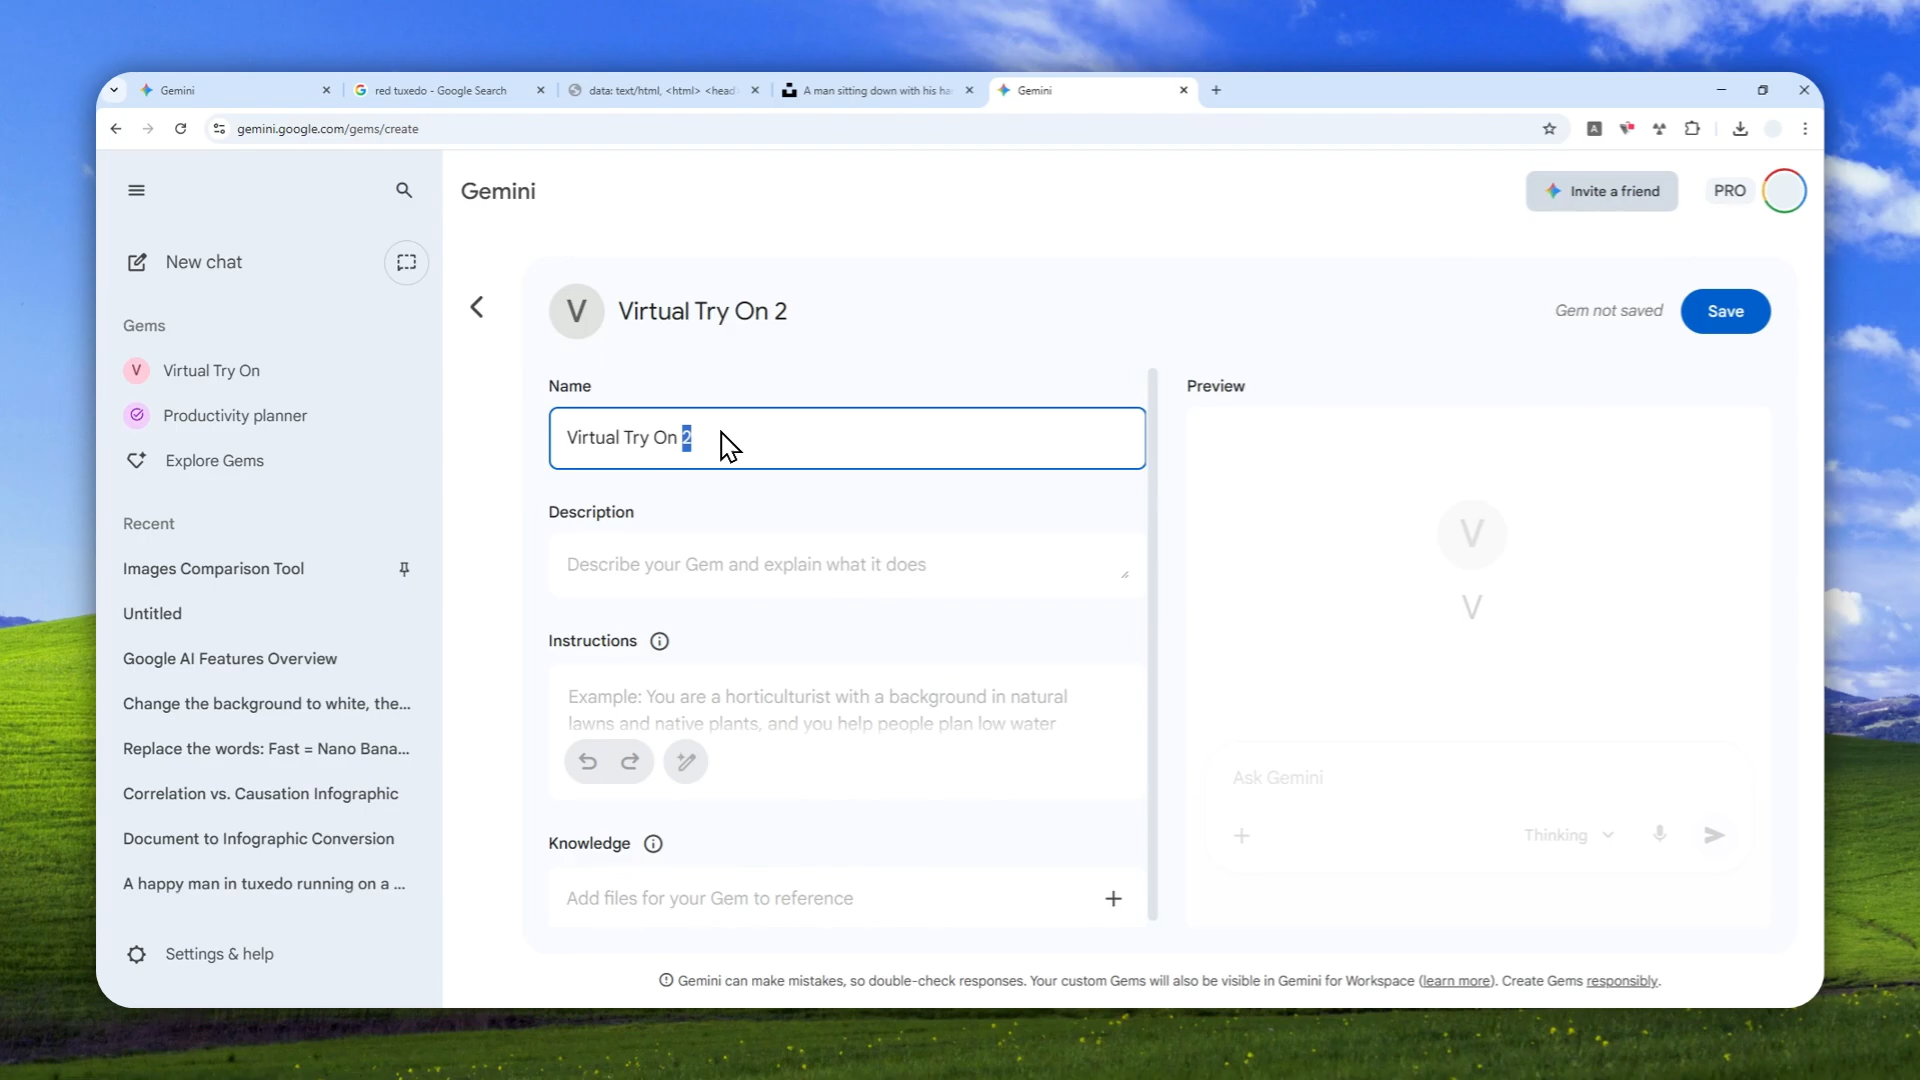 Gemini
red tuxedo - Google Search
data: text/html, <html> <head
A man sitting down with his ha
Gemini
gemini.google.com/gems/create
A
Gemini
Invite a friend
PRO
New chat
Gems
V Virtual Try On
Productivity planner
Explore Gems
Recent
Images Comparison Tool
Untitled
Google AI Features Overview
Change the background to white, the...
Replace the words: Fast = Nano Bana...
Correlation vs. Causation Infographic
Document to Infographic Conversion
A happy man in tuxedo running on a ...
Settings & help
V Virtual Try On 2
Gem not saved
Save
Name
Virtual Try On 2
Description
Describe your Gem and explain what it does
Instructions
Example: You are a horticulturist with a background in natural
lawns and native plants, and you help people plan low water
Knowledge
Add files for your Gem to reference
Preview
V
V
Ask Gemini
Thinking
Gemini can make mistakes, so double-check responses. Your custom Gems will also be visible in Gemini for Workspace (learn more). Create Gems responsibly.